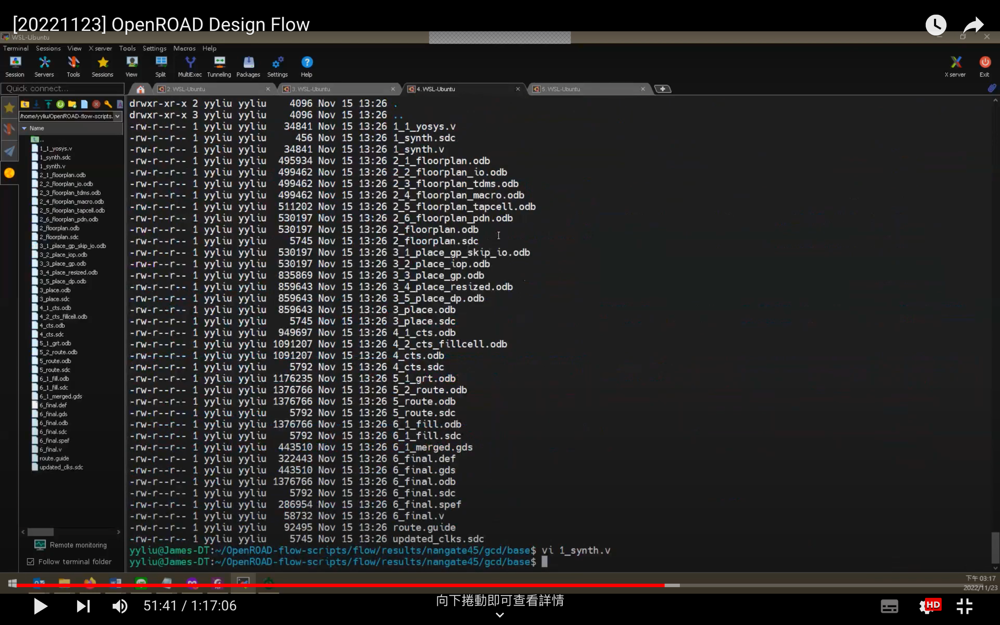 [20221123] OpenROAD Design Flow
WSL-Ubuntu
Terminal Sessions View X server Tools Settings Macros Help
Session Servers Tools Sessions View Split MultiExec Tunneling Packages Settings Help X server Exit
Quick connect...
2. WSL-Ubuntu
3. WSL-Ubuntu
4. WSL-Ubuntu
5. WSL-Ubuntu
/home/yyliu/OpenROAD-flow-scripts.
Name
..
1_1_yosys.v
1_synth.sdc
1_synth.v
2_1_floorplan.odb
2_2_floorplan_io.odb
2_3_floorplan_tdms.odb
2_4_floorplan_macro.odb
2_5_floorplan_tapcell.odb
2_6_floorplan_pdn.odb
2_floorplan.odb
2_floorplan.sdc
3_1_place_gp_skip_io.odb
3_2_place_iop.odb
3_3_place_gp.odb
3_4_place_resized.odb
3_5_place_dp.odb
3_place.odb
3_place.sdc
4_1_cts.odb
4_2_cts_fillcell.odb
4_cts.odb
4_cts.sdc
5_1_grt.odb
5_2_route.odb
5_route.odb
5_route.sdc
6_1_fill.odb
6_1_fill.sdc
6_1_merged.gds
6_final.def
6_final.gds
6_final.odb
6_final.sdc
6_final.spef
6_final.v
route.guide
updated_clks.sdc
Remote monitoring
Follow terminal folder
drwxr-xr-x 2 yyliu yyliu    4096 Nov 15 13:26 .
drwxr-xr-x 3 yyliu yyliu    4096 Nov 15 13:26 ..
-rw-r--r-- 1 yyliu yyliu   34841 Nov 15 13:26 1_1_yosys.v
-rw-r--r-- 1 yyliu yyliu     456 Nov 15 13:26 1_synth.sdc
-rw-r--r-- 1 yyliu yyliu   34841 Nov 15 13:26 1_synth.v
-rw-r--r-- 1 yyliu yyliu  495934 Nov 15 13:26 2_1_floorplan.odb
-rw-r--r-- 1 yyliu yyliu  499462 Nov 15 13:26 2_2_floorplan_io.odb
-rw-r--r-- 1 yyliu yyliu  499462 Nov 15 13:26 2_3_floorplan_tdms.odb
-rw-r--r-- 1 yyliu yyliu  499462 Nov 15 13:26 2_4_floorplan_macro.odb
-rw-r--r-- 1 yyliu yyliu  511202 Nov 15 13:26 2_5_floorplan_tapcell.odb
-rw-r--r-- 1 yyliu yyliu  530197 Nov 15 13:26 2_6_floorplan_pdn.odb
-rw-r--r-- 1 yyliu yyliu  530197 Nov 15 13:26 2_floorplan.odb
-rw-r--r-- 1 yyliu yyliu    5745 Nov 15 13:26 2_floorplan.sdc
-rw-r--r-- 1 yyliu yyliu  530197 Nov 15 13:26 3_1_place_gp_skip_io.odb
-rw-r--r-- 1 yyliu yyliu  530197 Nov 15 13:26 3_2_place_iop.odb
-rw-r--r-- 1 yyliu yyliu  835869 Nov 15 13:26 3_3_place_gp.odb
-rw-r--r-- 1 yyliu yyliu  859643 Nov 15 13:26 3_4_place_resized.odb
-rw-r--r-- 1 yyliu yyliu  859643 Nov 15 13:26 3_5_place_dp.odb
-rw-r--r-- 1 yyliu yyliu  859643 Nov 15 13:26 3_place.odb
-rw-r--r-- 1 yyliu yyliu    5745 Nov 15 13:26 3_place.sdc
-rw-r--r-- 1 yyliu yyliu  949697 Nov 15 13:26 4_1_cts.odb
-rw-r--r-- 1 yyliu yyliu 1091207 Nov 15 13:26 4_2_cts_fillcell.odb
-rw-r--r-- 1 yyliu yyliu 1091207 Nov 15 13:26 4_cts.odb
-rw-r--r-- 1 yyliu yyliu    5792 Nov 15 13:26 4_cts.sdc
-rw-r--r-- 1 yyliu yyliu 1176235 Nov 15 13:26 5_1_grt.odb
-rw-r--r-- 1 yyliu yyliu 1376766 Nov 15 13:26 5_2_route.odb
-rw-r--r-- 1 yyliu yyliu 1376766 Nov 15 13:26 5_route.odb
-rw-r--r-- 1 yyliu yyliu    5792 Nov 15 13:26 5_route.sdc
-rw-r--r-- 1 yyliu yyliu 1376766 Nov 15 13:26 6_1_fill.odb
-rw-r--r-- 1 yyliu yyliu    5792 Nov 15 13:26 6_1_fill.sdc
-rw-r--r-- 1 yyliu yyliu  443510 Nov 15 13:26 6_1_merged.gds
-rw-r--r-- 1 yyliu yyliu  322443 Nov 15 13:26 6_final.def
-rw-r--r-- 1 yyliu yyliu  443510 Nov 15 13:26 6_final.gds
-rw-r--r-- 1 yyliu yyliu 1376766 Nov 15 13:26 6_final.odb
-rw-r--r-- 1 yyliu yyliu    5792 Nov 15 13:26 6_final.sdc
-rw-r--r-- 1 yyliu yyliu  286954 Nov 15 13:26 6_final.spef
-rw-r--r-- 1 yyliu yyliu   58732 Nov 15 13:26 6_final.v
-rw-r--r-- 1 yyliu yyliu   92495 Nov 15 13:26 route.guide
-rw-r--r-- 1 yyliu yyliu    5745 Nov 15 13:26 updated_clks.sdc
yyliu@James-DT:~/OpenROAD-flow-scripts/flow/results/nangate45/gcd/base$ vi 1_synth.v
yyliu@James-DT:~/OpenROAD-flow-scripts/flow/results/nangate45/gcd/base$
下午 03:17
2022/11/23
51:41 / 1:17:06
向下捲動即可查看詳情
HD